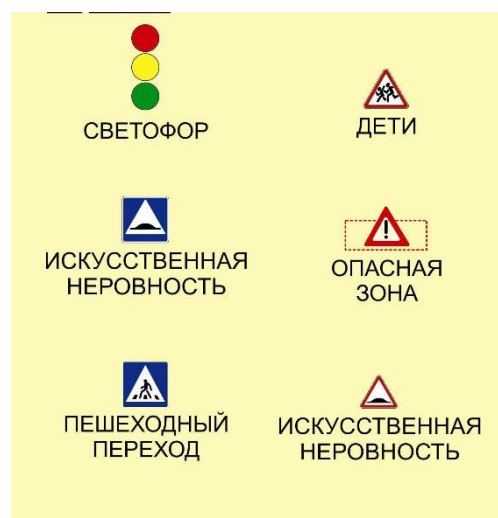 СВЕТОФОР
ДЕТИ
ИСКУССТВЕННАЯ
НЕРОВНОСТЬ
ОПАСНАЯ
ЗОНА
ПЕШЕХОДНЫЙ
ПЕРЕХОД
ИСКУССТВЕННАЯ
НЕРОВНОСТЬ